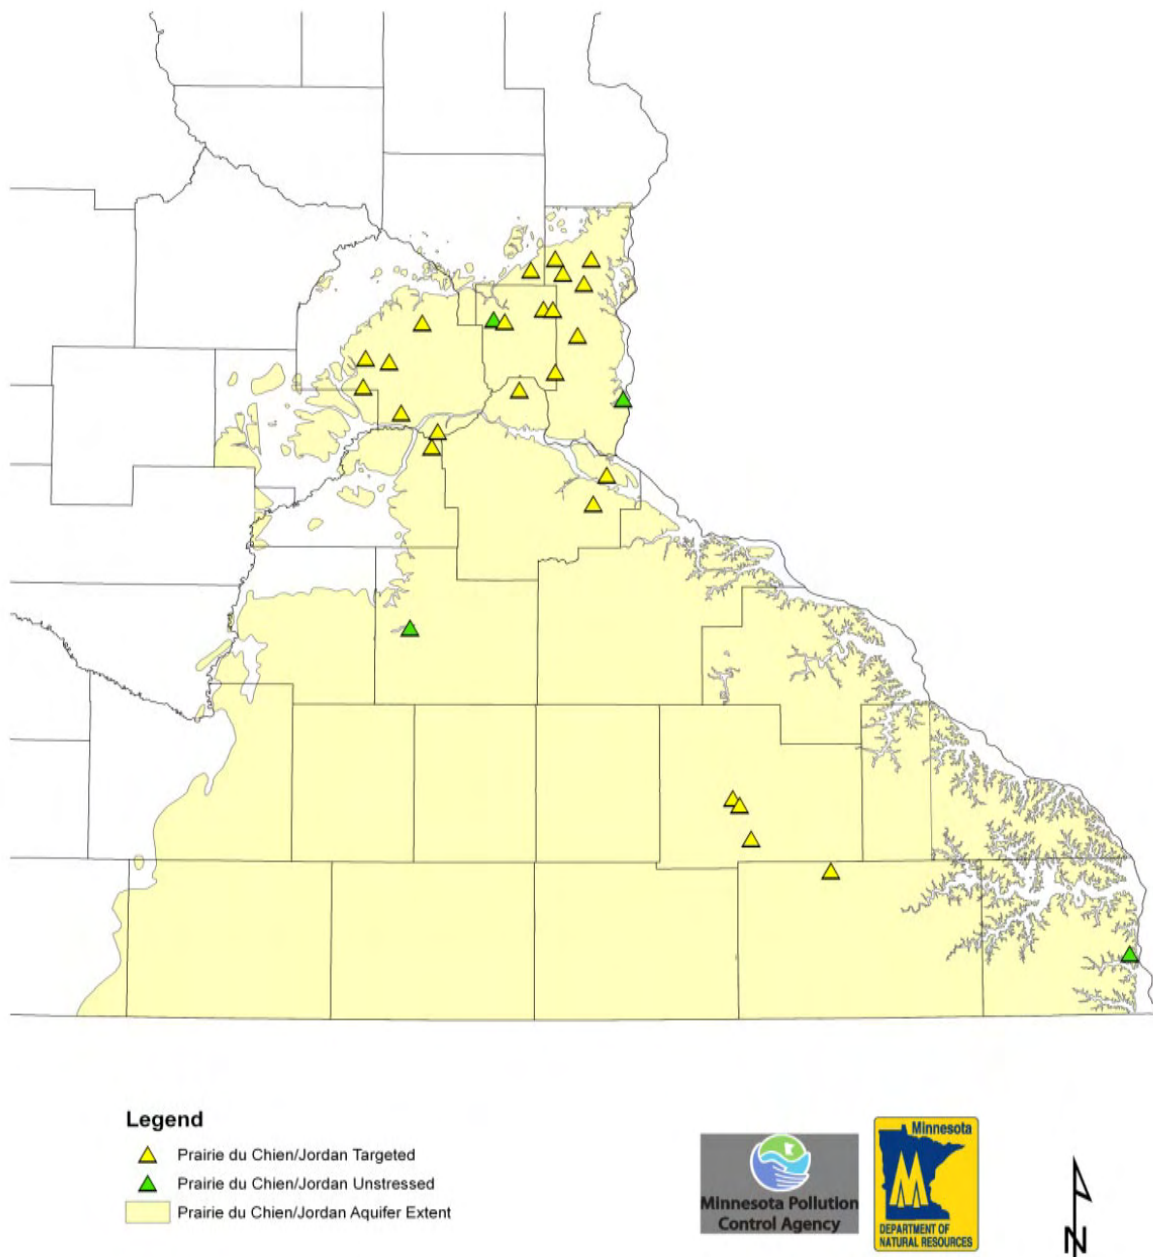 Legend
Prairie du Chien/Jordan Targeted
Prairie du Chien/Jordan Unstressed
Prairie du Chien/Jordan Aquifer Extent
Minnesota Pollution
Control Agency
Minnesota
DEPARTMENT OF
NATURAL RESOURCES
N